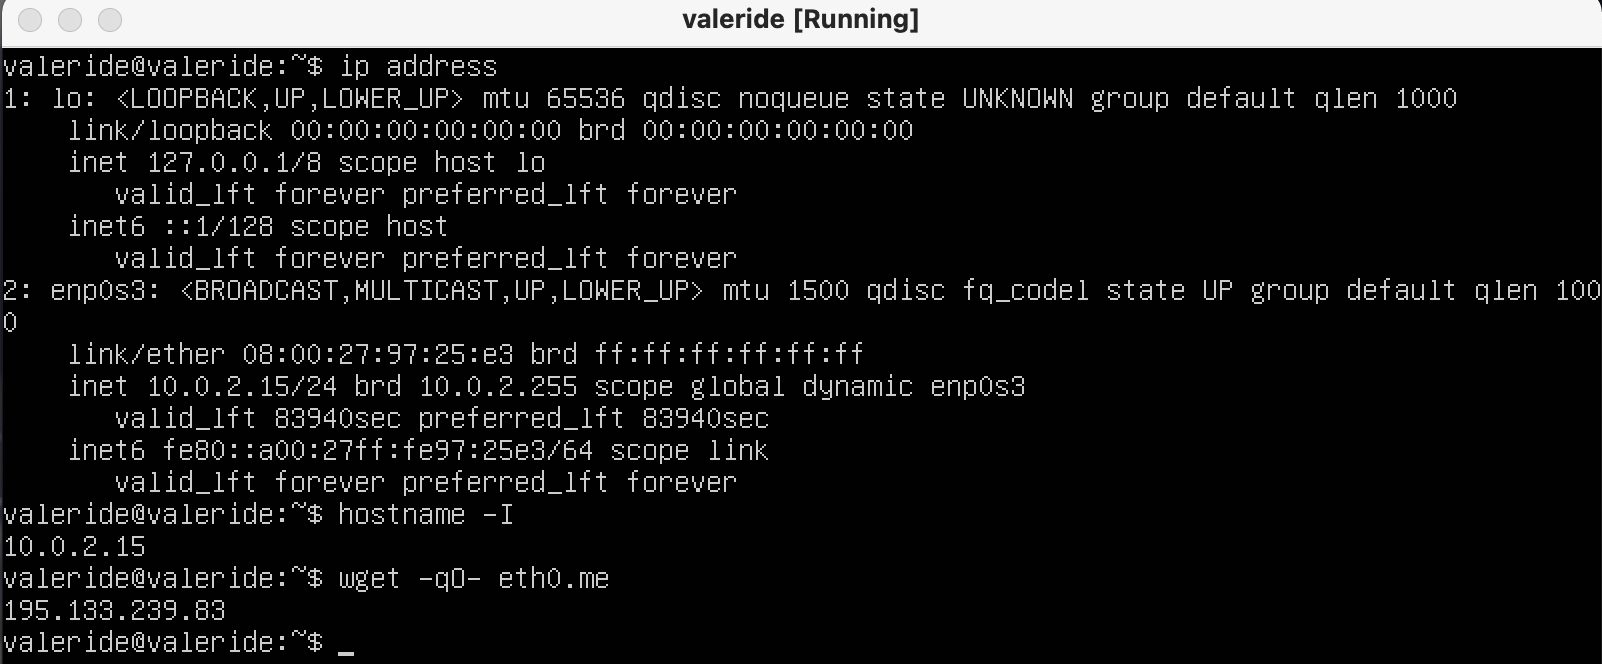 valeride [Running]
valeride@valeride:~$ ip address
1: lo: <LOOPBACK,UP,LOWER_UP> mtu 65536 qdisc noqueue state UNKNOWN group default qlen 1000
    link/loopback 00:00:00:00:00:00 brd 00:00:00:00:00:00
    inet 127.0.0.1/8 scope host lo
       valid_lft forever preferred_lft forever
    inet6 ::1/128 scope host
       valid_lft forever preferred_lft forever
2: enp0s3: <BROADCAST,MULTICAST,UP,LOWER_UP> mtu 1500 qdisc fq_codel state UP group default qlen 100
0
    link/ether 08:00:27:97:25:e3 brd ff:ff:ff:ff:ff:ff
    inet 10.0.2.15/24 brd 10.0.2.255 scope global dynamic enp0s3
       valid_lft 83940sec preferred_lft 83940sec
    inet6 fe80::a00:27ff:fe97:25e3/64 scope link
       valid_lft forever preferred_lft forever
valeride@valeride:~$ hostname -I
10.0.2.15
valeride@valeride:~$ wget -qO- eth0.me
195.133.239.83
valeride@valeride:~$ _